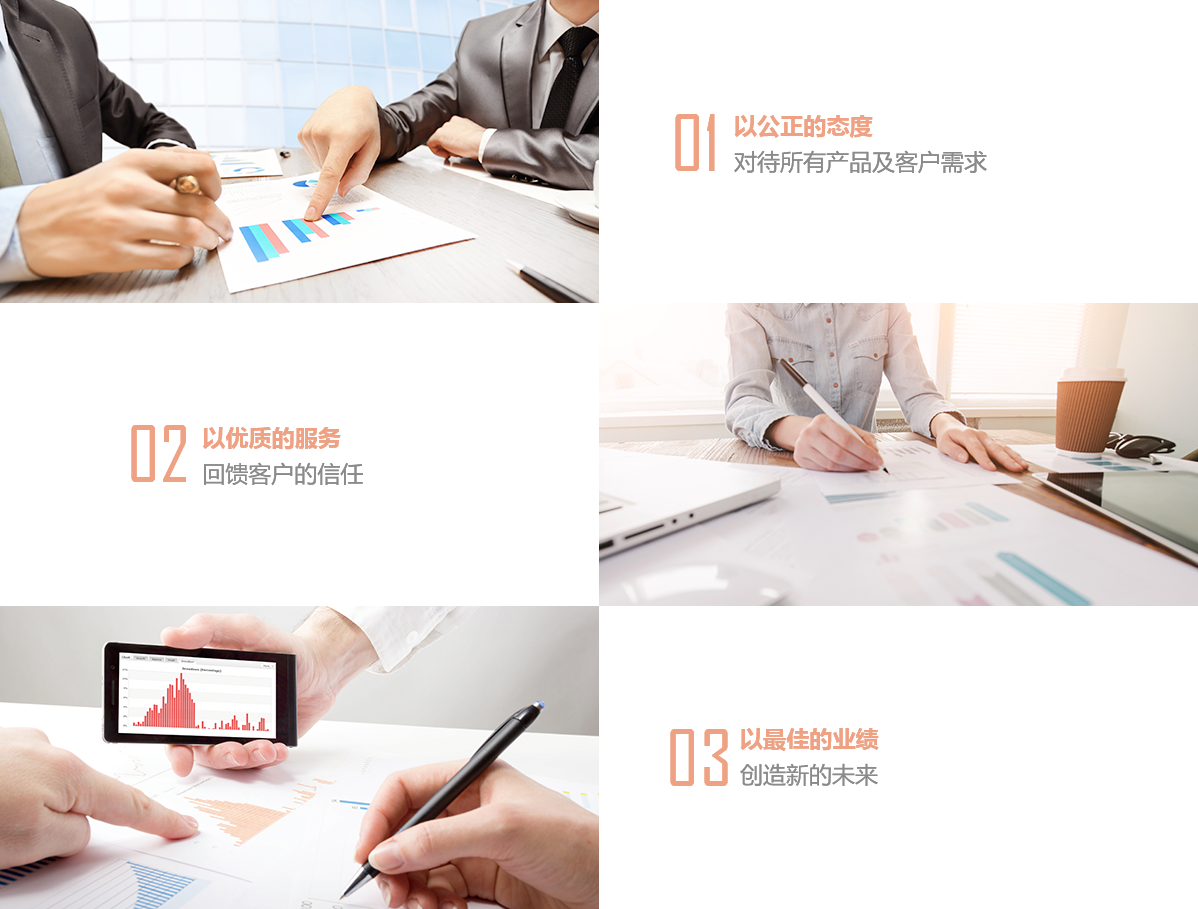 01
以公正的态度
对待所有产品及客户需求
02
以优质的服务
回馈客户的信任
03
以最佳的业绩
创造新的未来